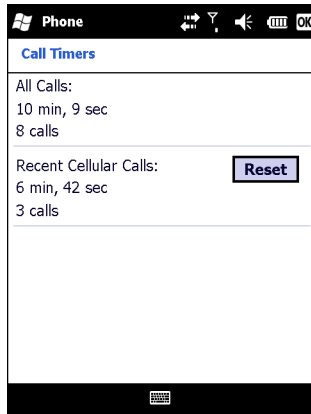 Phone
OK
Call Timers
All Calls:
10 min, 9 sec
8 calls
Recent Cellular Calls:
Reset
6 min, 42 sec
3 calls